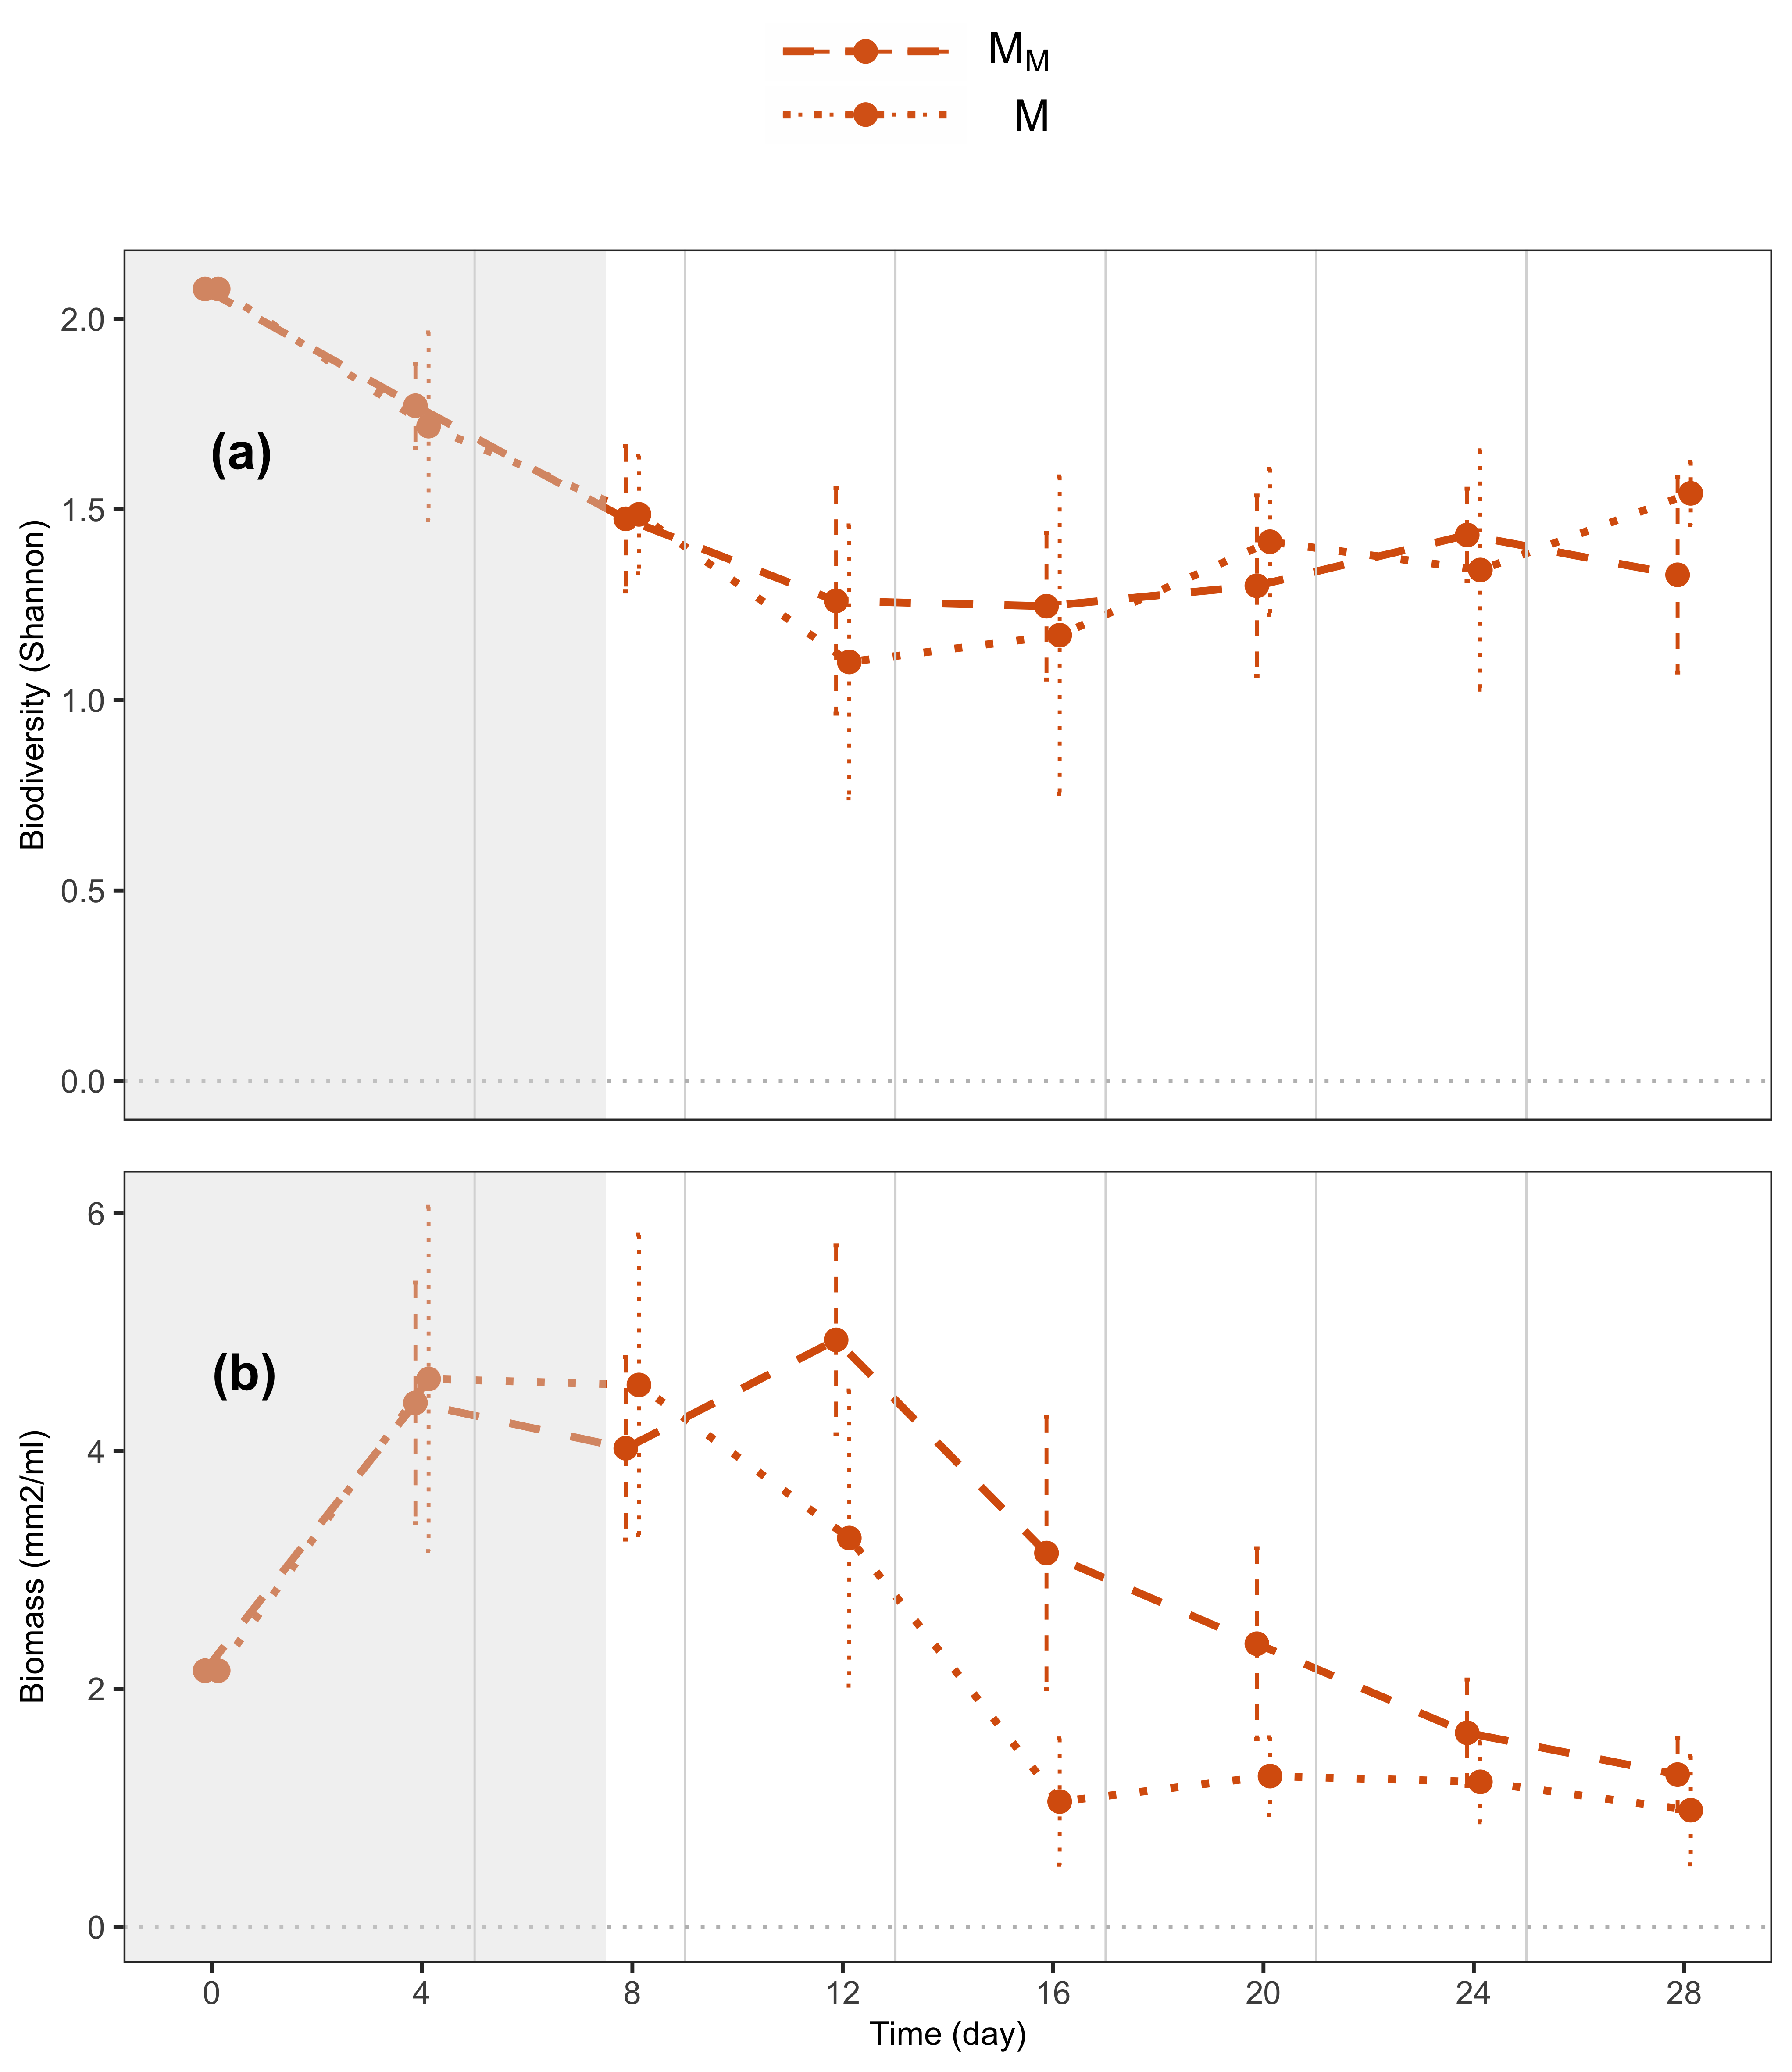 M_M
M
(a)
Biodiversity (Shannon)
2.0
1.5
1.0
0.5
0.0
(b)
Biomass (mm2/ml)
6
4
2
0
0 4 8 12 16 20 24 28
Time (day)